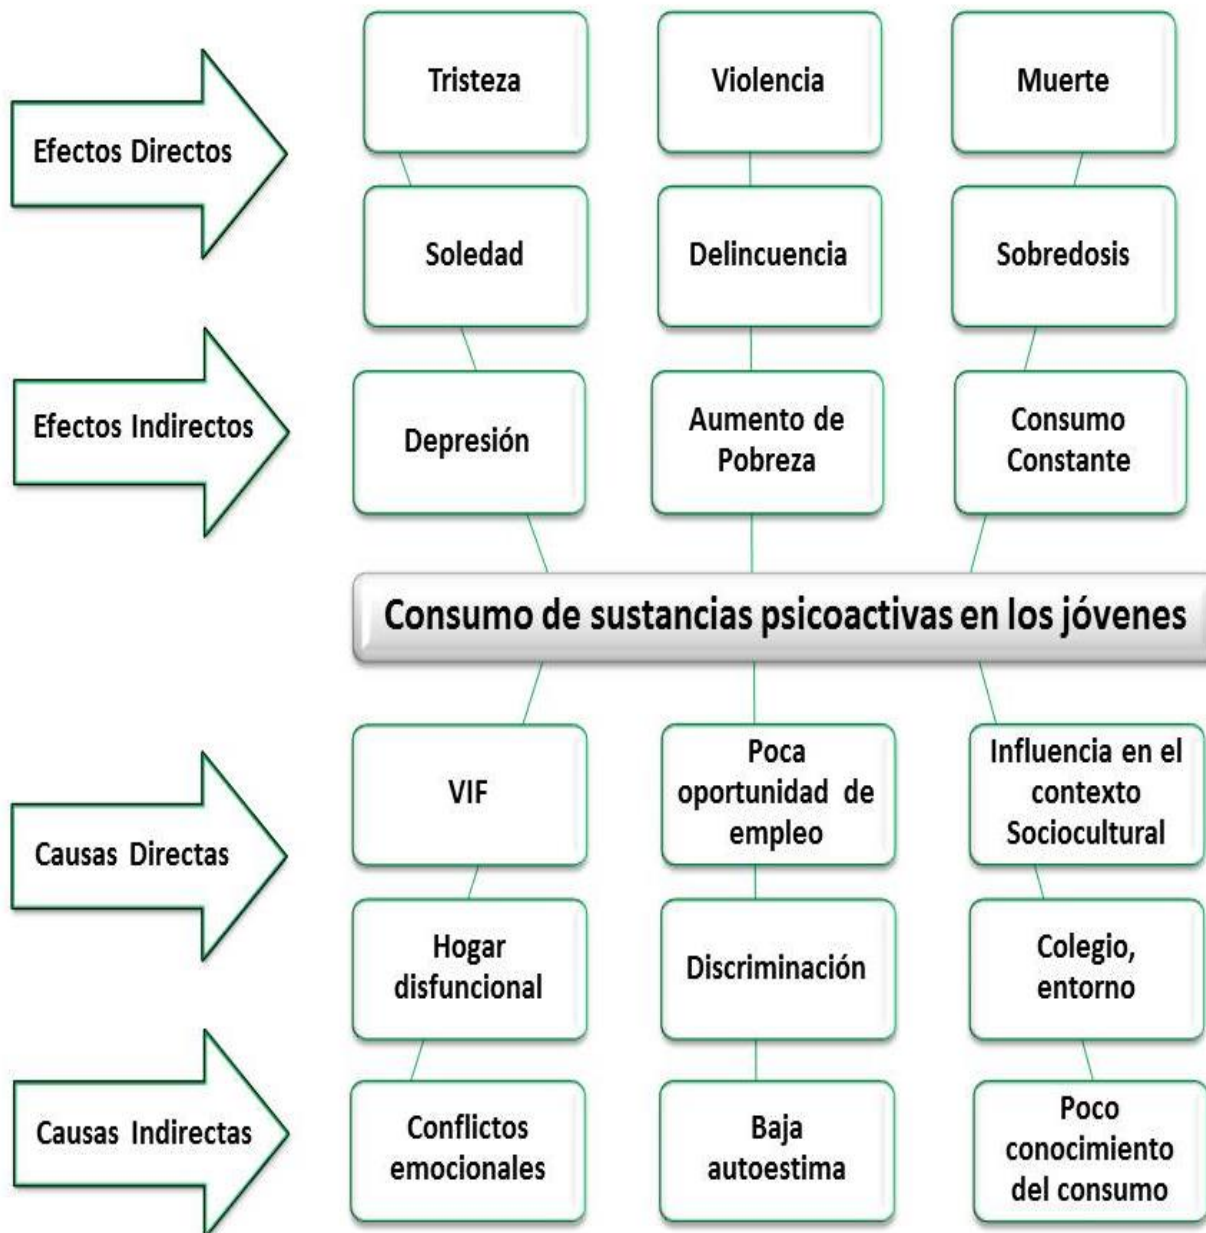 Tristeza
Violencia
Muerte
Efectos Directos
Soledad
Delincuencia
Sobredosis
Efectos Indirectos
Depresión
Aumento de
Pobreza
Consumo
Constante
Consumo de sustancias psicoactivas en los jóvenes
VIF
Poca
oportunidad de
empleo
Influencia en el
contexto
Sociocultural
Causas Directas
Hogar
disfuncional
Discriminación
Colegio,
entorno
Causas Indirectas
Conflictos
emocionales
Baja
autoestima
Poco
conocimiento
del consumo